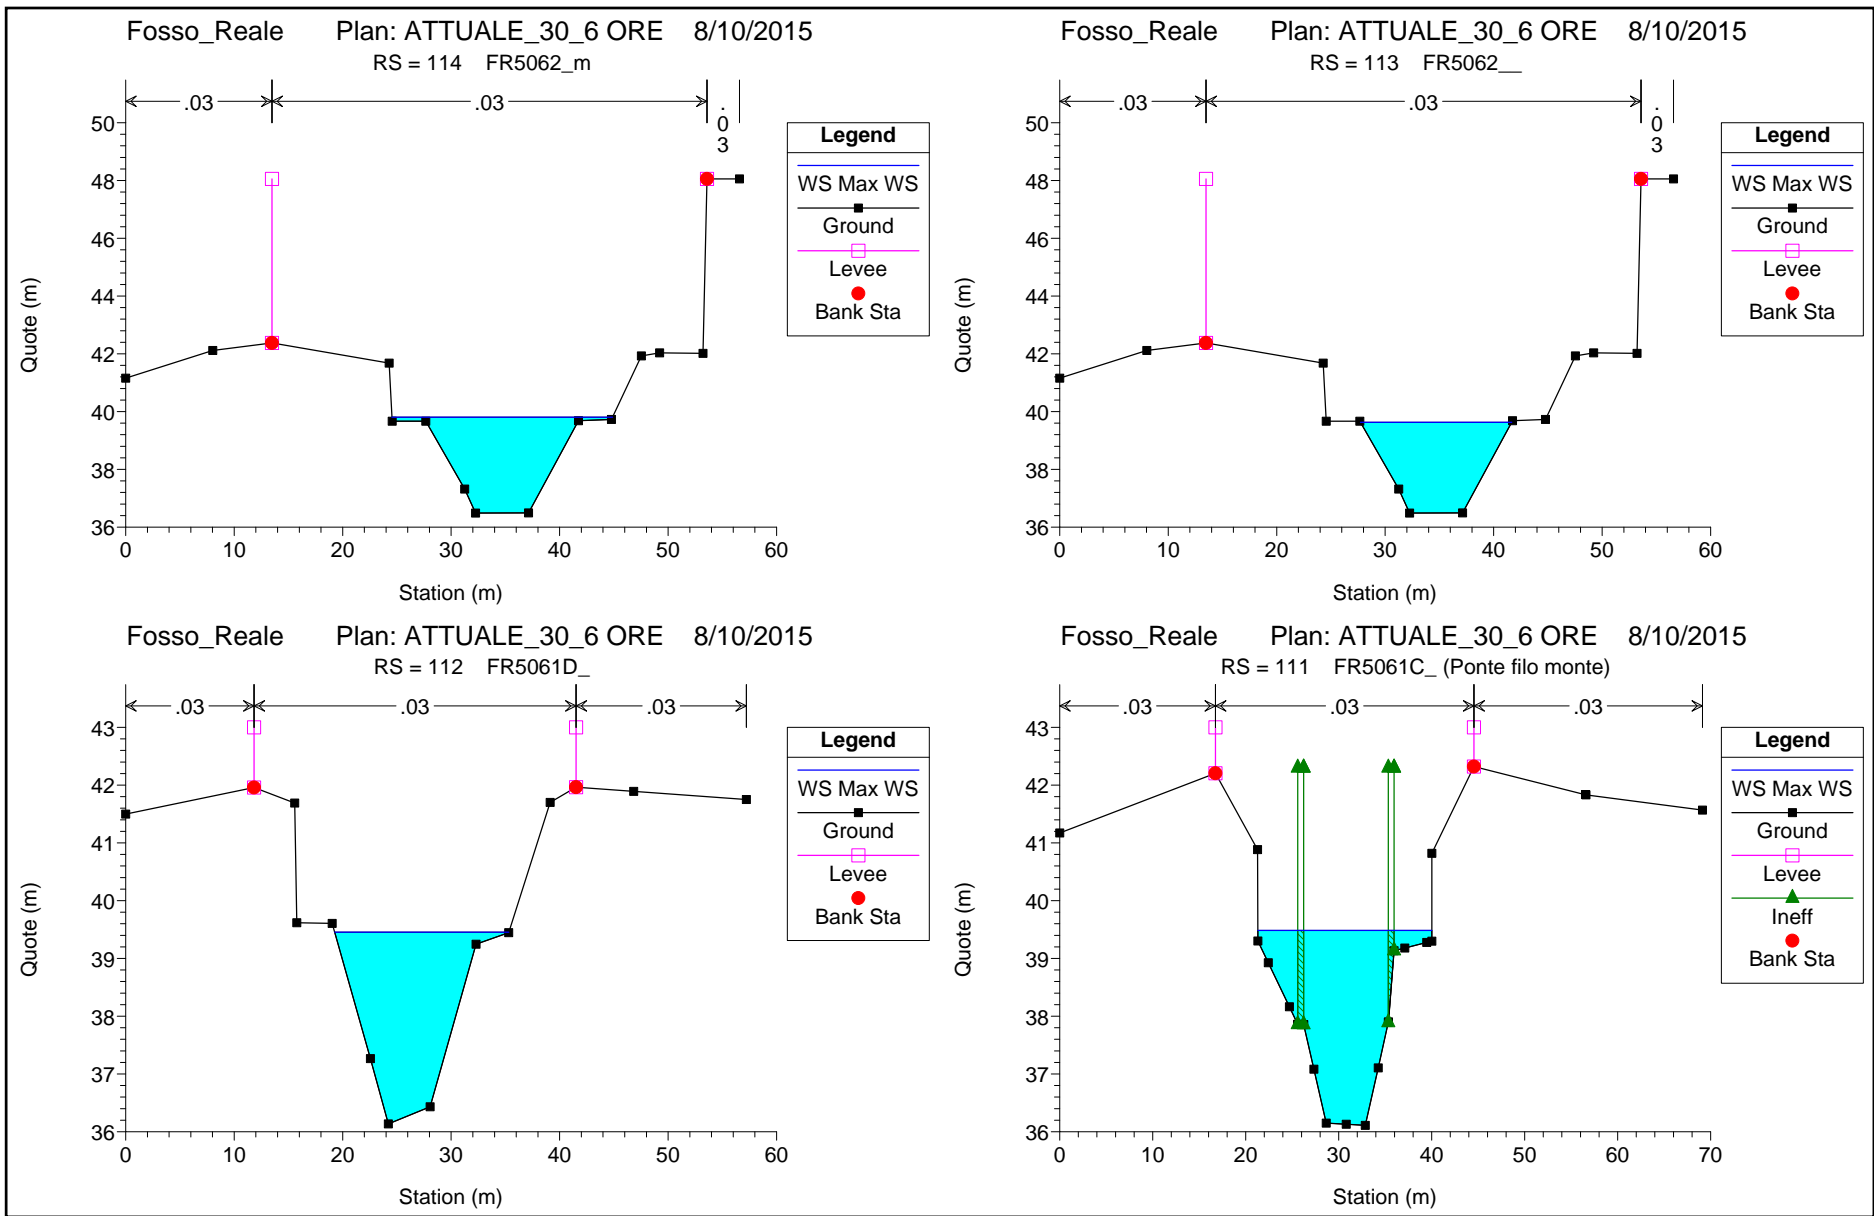 Fosso_Reale Plan: ATTUALE_30_6 ORE 8/10/2015
RS = 114 FR5062_m
.03 .03 .03
50
48
46
44
42
40
38
36
0 10 20 30 40 50 60
Quote (m)
Station (m)
Legend
WS Max WS
Ground
Levee
Bank Sta
Fosso_Reale Plan: ATTUALE_30_6 ORE 8/10/2015
RS = 113 FR5062__
.03 .03 .03
50
48
46
44
42
40
38
36
0 10 20 30 40 50 60
Quote (m)
Station (m)
Legend
WS Max WS
Ground
Levee
Bank Sta
Fosso_Reale Plan: ATTUALE_30_6 ORE 8/10/2015
RS = 112 FR5061D_
.03 .03 .03
43
42
41
40
39
38
37
36
0 10 20 30 40 50 60
Quote (m)
Station (m)
Legend
WS Max WS
Ground
Levee
Bank Sta
Fosso_Reale Plan: ATTUALE_30_6 ORE 8/10/2015
RS = 111 FR5061C_ (Ponte filo monte)
.03 .03 .03
43
42
41
40
39
38
37
36
0 10 20 30 40 50 60 70
Quote (m)
Station (m)
Legend
WS Max WS
Ground
Levee
Ineff
Bank Sta